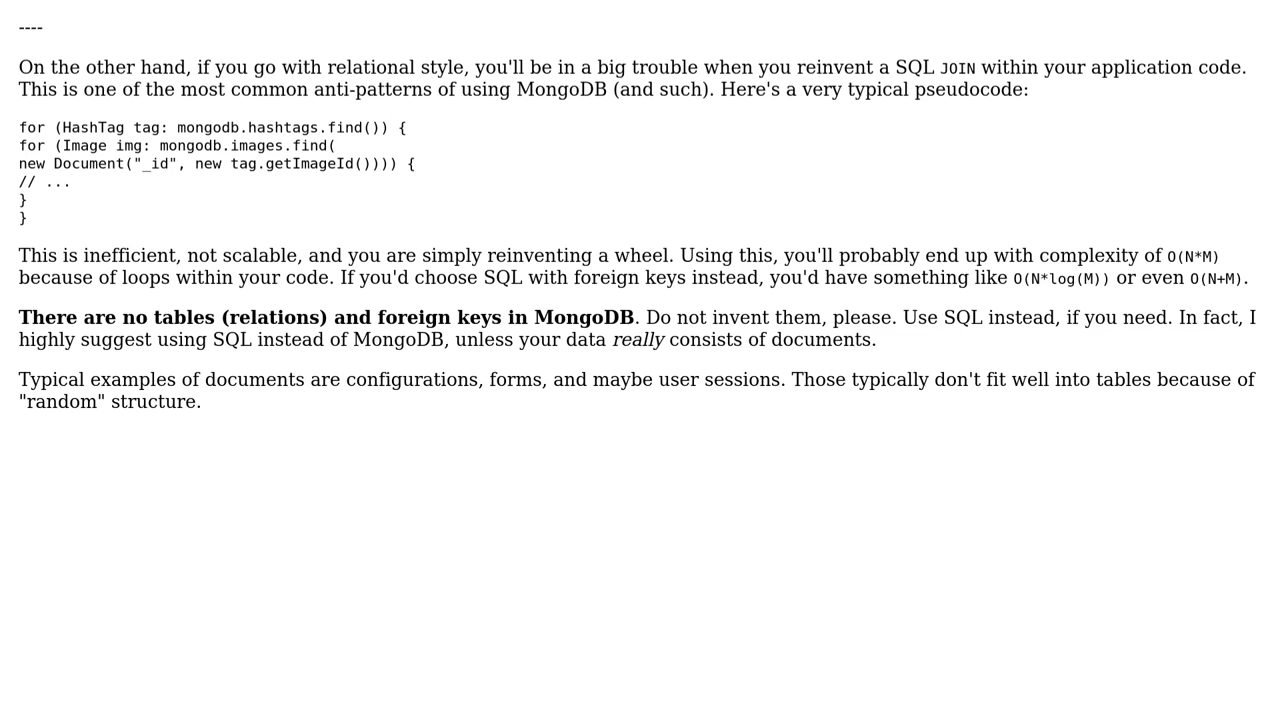 ----
On the other hand, if you go with relational style, you'll be in a big trouble when you reinvent a SQL JOIN within your application code.
This is one of the most common anti-patterns of using MongoDB (and such). Here's a very typical pseudocode:
for (HashTag tag: mongodb.hashtags.find()) {
for (Image img: mongodb.images.find(
new Document("_id", new tag.getImageId()))) {
// ...
}
}
This is inefficient, not scalable, and you are simply reinventing a wheel. Using this, you'll probably end up with complexity of O(N*M)
because of loops within your code. If you'd choose SQL with foreign keys instead, you'd have something like O(N*log(M)) or even O(N+M).
There are no tables (relations) and foreign keys in MongoDB. Do not invent them, please. Use SQL instead, if you need. In fact, I
highly suggest using SQL instead of MongoDB, unless your data really consists of documents.
Typical examples of documents are configurations, forms, and maybe user sessions. Those typically don't fit well into tables because of
"random" structure.